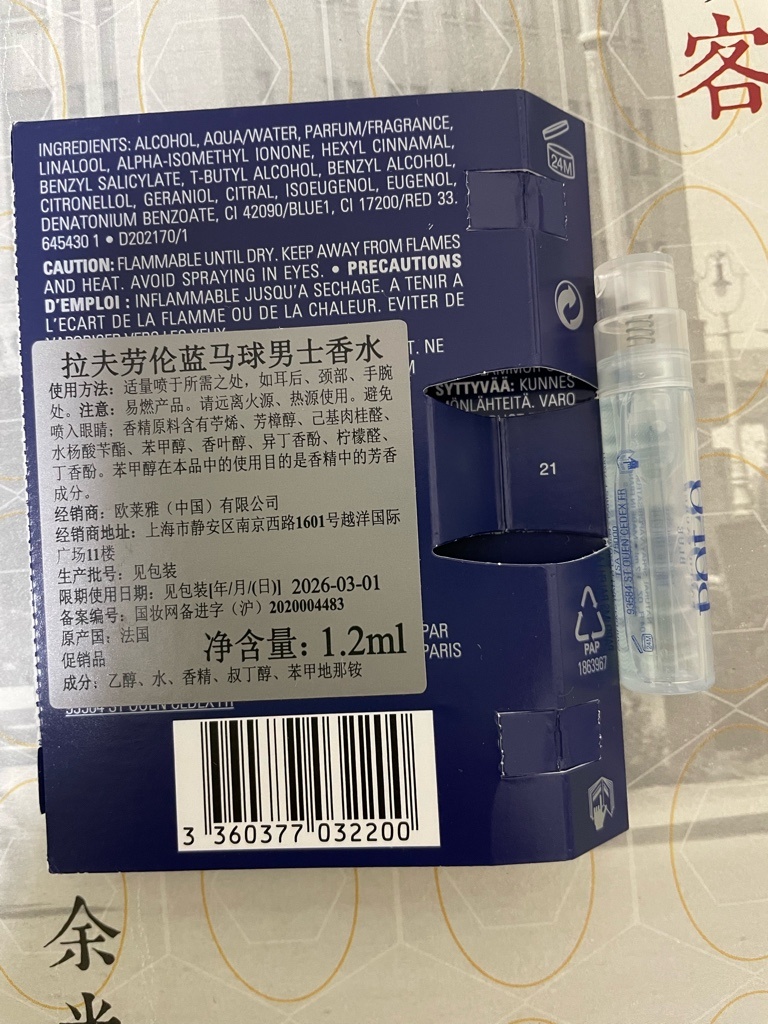 客
INGREDIENTS: ALCOHOL, AQUA/WATER, PARFUM/FRAGRANCE,
LINALOOL, ALPHA-ISOMETHYL IONONE, HEXYL CINNAMAL,
BENZYL SALICYLATE, T-BUTYL ALCOHOL, BENZYL ALCOHOL,
CITRONELLOL, GERANIOL, CITRAL, ISOEUGENOL, EUGENOL,
DENATONIUM BENZOATE, CI 42090/BLUE1, CI 17200/RED 33.
645430 1 • D202170/1
CAUTION: FLAMMABLE UNTIL DRY. KEEP AWAY FROM FLAMES
AND HEAT. AVOID SPRAYING IN EYES. • PRECAUTIONS
D'EMPLOI : INFLAMMABLE JUSQU'A SECHAGE. A TENIR A
L'ECART DE LA FLAMME OU DE LA CHALEUR. EVITER DE
T. NE
拉夫劳伦蓝马球男士香水
使用方法：适量喷于所需之处，如耳后、颈部、手腕
处。注意：易燃产品。请远离火源、热源使用。避免
喷入眼睛；香精原料含有苧烯、芳樟醇、己基肉桂醛、
水杨酸苄酯、苯甲醇、香叶醇、异丁香酚、柠檬醛、
丁香酚。苯甲醇在本品中的使用目的是香精中的芳香
成分。
经销商：欧莱雅（中国）有限公司
经销商地址：上海市静安区南京西路1601号越洋国际
广场11楼
生产批号：见包装
限期使用日期：见包装[年/月/(日)] 2026-03-01
备案编号：国妆网备进字（沪）2020004483
原产国：法国
净含量：1.2ml
促销品
成分：乙醇、水、香精、叔丁醇、苯甲地那铵
PAR
PARIS
93584 ST OUEN CEDEX FR
3 360377 032200
24M
SYTTYVÄÄ: KUNNES
VARO
21
PAP
1863967
93584 ST OUEN CEDEX FR
24M
POLO
余